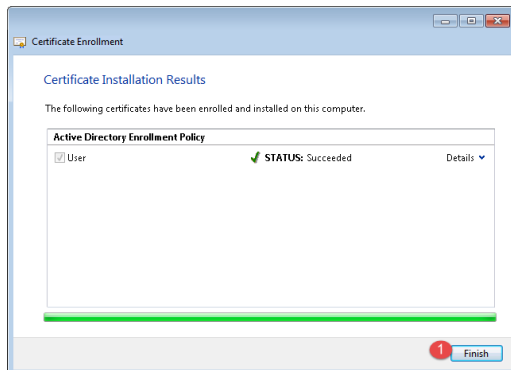 Certificate Enrollment
Certificate Installation Results
The following certificates have been enrolled and installed on this computer.
Active Directory Enrollment Policy
User STATUS: Succeeded Details
1 Finish